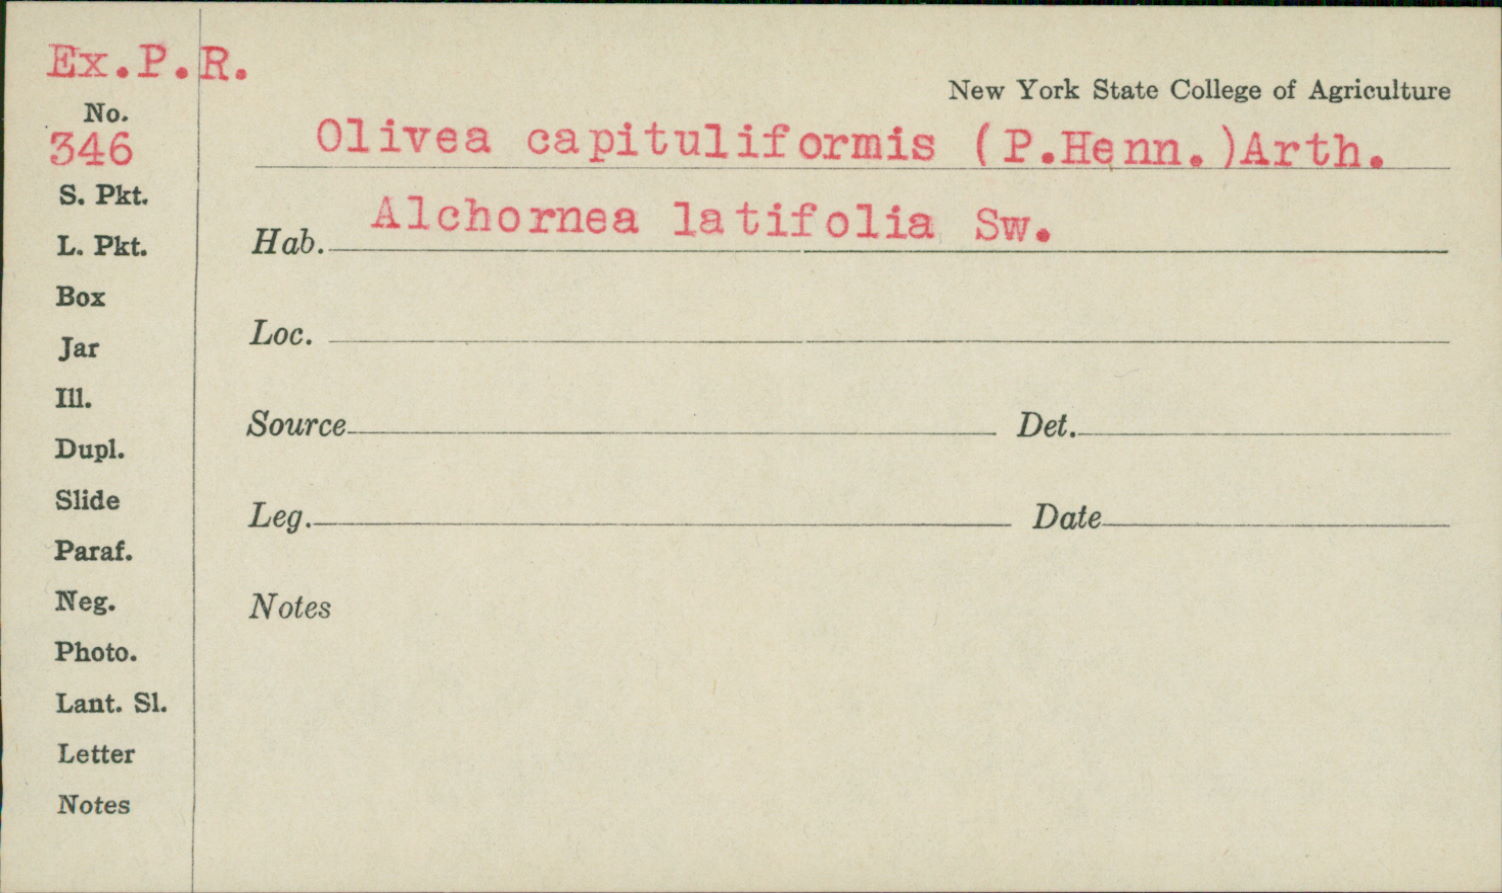 Ex.P.R.
New York State College of Agriculture
No.
346
Olivea capituliformis (P.Henn.)Arth.
S. Pkt.
Hab. Alchornea latifolia Sw.
L. Pkt.
Box
Loc.
Jar
Ill.
Source Det.
Dupl.
Slide
Leg. Date
Paraf.
Neg.
Notes
Photo.
Lant. Sl.
Letter
Notes